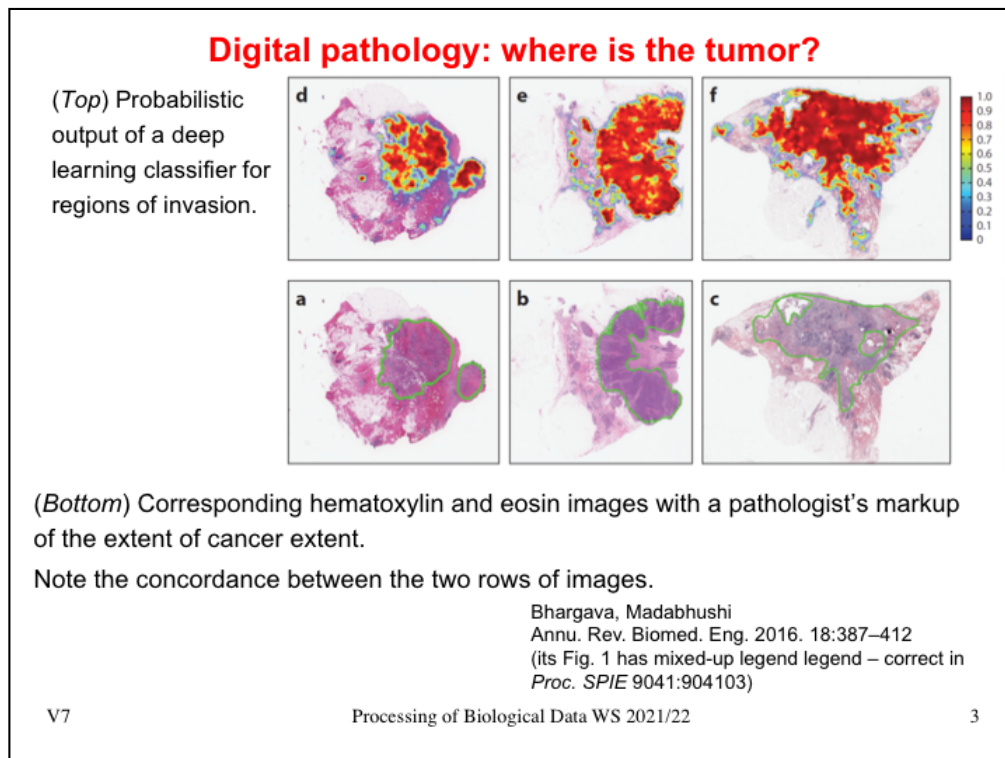 Digital pathology: where is the tumor?
(Top) Probabilistic
output of a deep
learning classifier for
regions of invasion.
d
e
f
1.0
0.9
0.8
0.7
0.6
0.5
0.4
0.3
0.2
0.1
0
a
b
c
(Bottom) Corresponding hematoxylin and eosin images with a pathologist’s markup
of the extent of cancer extent.
Note the concordance between the two rows of images.
Bhargava, Madabhushi
Annu. Rev. Biomed. Eng. 2016. 18:387–412
(its Fig. 1 has mixed-up legend legend – correct in
Proc. SPIE 9041:904103)
V7
Processing of Biological Data WS 2021/22
3